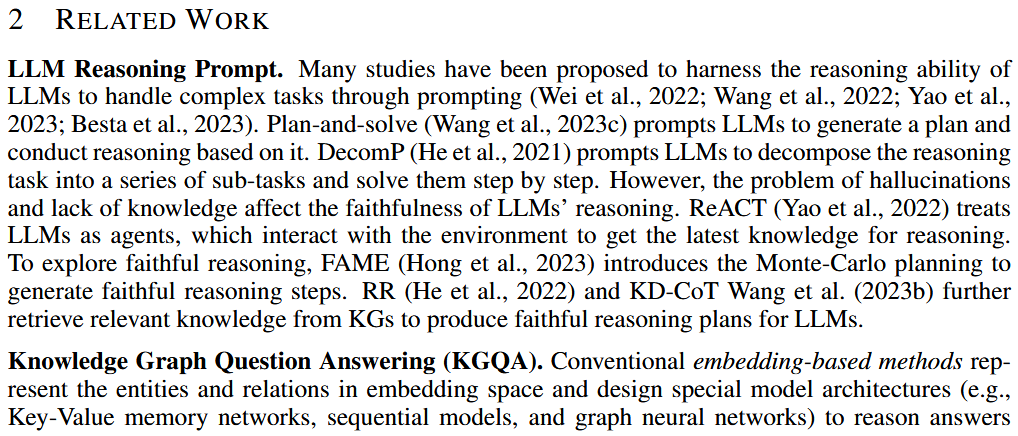 2 RELATED WORK
LLM Reasoning Prompt. Many studies have been proposed to harness the reasoning ability of
LLMs to handle complex tasks through prompting (Wei et al., 2022; Wang et al., 2022; Yao et al.,
2023; Besta et al., 2023). Plan-and-solve (Wang et al., 2023c) prompts LLMs to generate a plan and
conduct reasoning based on it. DecomP (He et al., 2021) prompts LLMs to decompose the reasoning
task into a series of sub-tasks and solve them step by step. However, the problem of hallucinations
and lack of knowledge affect the faithfulness of LLMs’ reasoning. ReACT (Yao et al., 2022) treats
LLMs as agents, which interact with the environment to get the latest knowledge for reasoning.
To explore faithful reasoning, FAME (Hong et al., 2023) introduces the Monte-Carlo planning to
generate faithful reasoning steps. RR (He et al., 2022) and KD-CoT Wang et al. (2023b) further
retrieve relevant knowledge from KGs to produce faithful reasoning plans for LLMs.
Knowledge Graph Question Answering (KGQA). Conventional embedding-based methods rep-
resent the entities and relations in embedding space and design special model architectures (e.g.,
Key-Value memory networks, sequential models, and graph neural networks) to reason answers